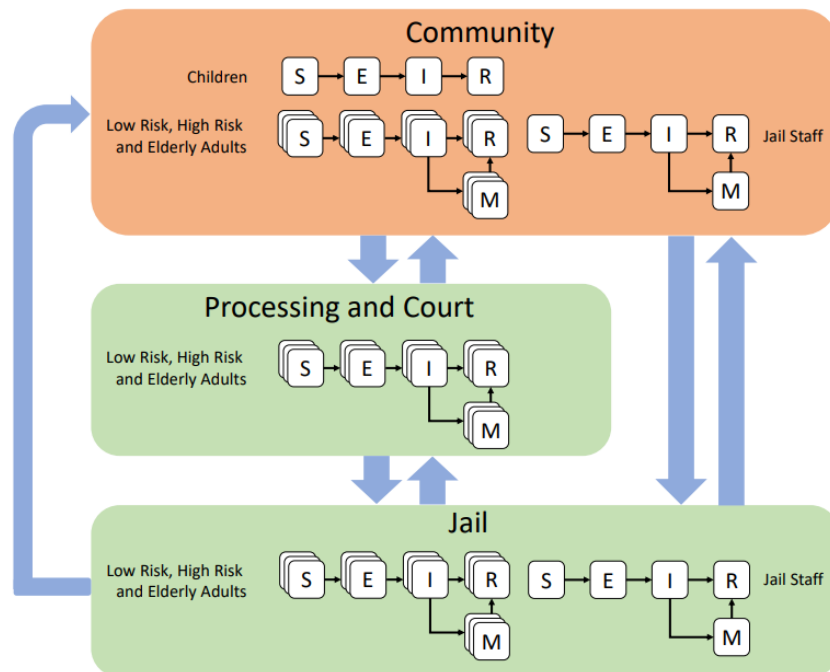 Community
Children
S E I R
Low Risk, High Risk
and Elderly Adults
S E I R
M
S E I R
M
Jail Staff
Processing and Court
Low Risk, High Risk
and Elderly Adults
S E I R
M
Jail
Low Risk, High Risk
and Elderly Adults
S E I R
M
S E I R
M
Jail Staff